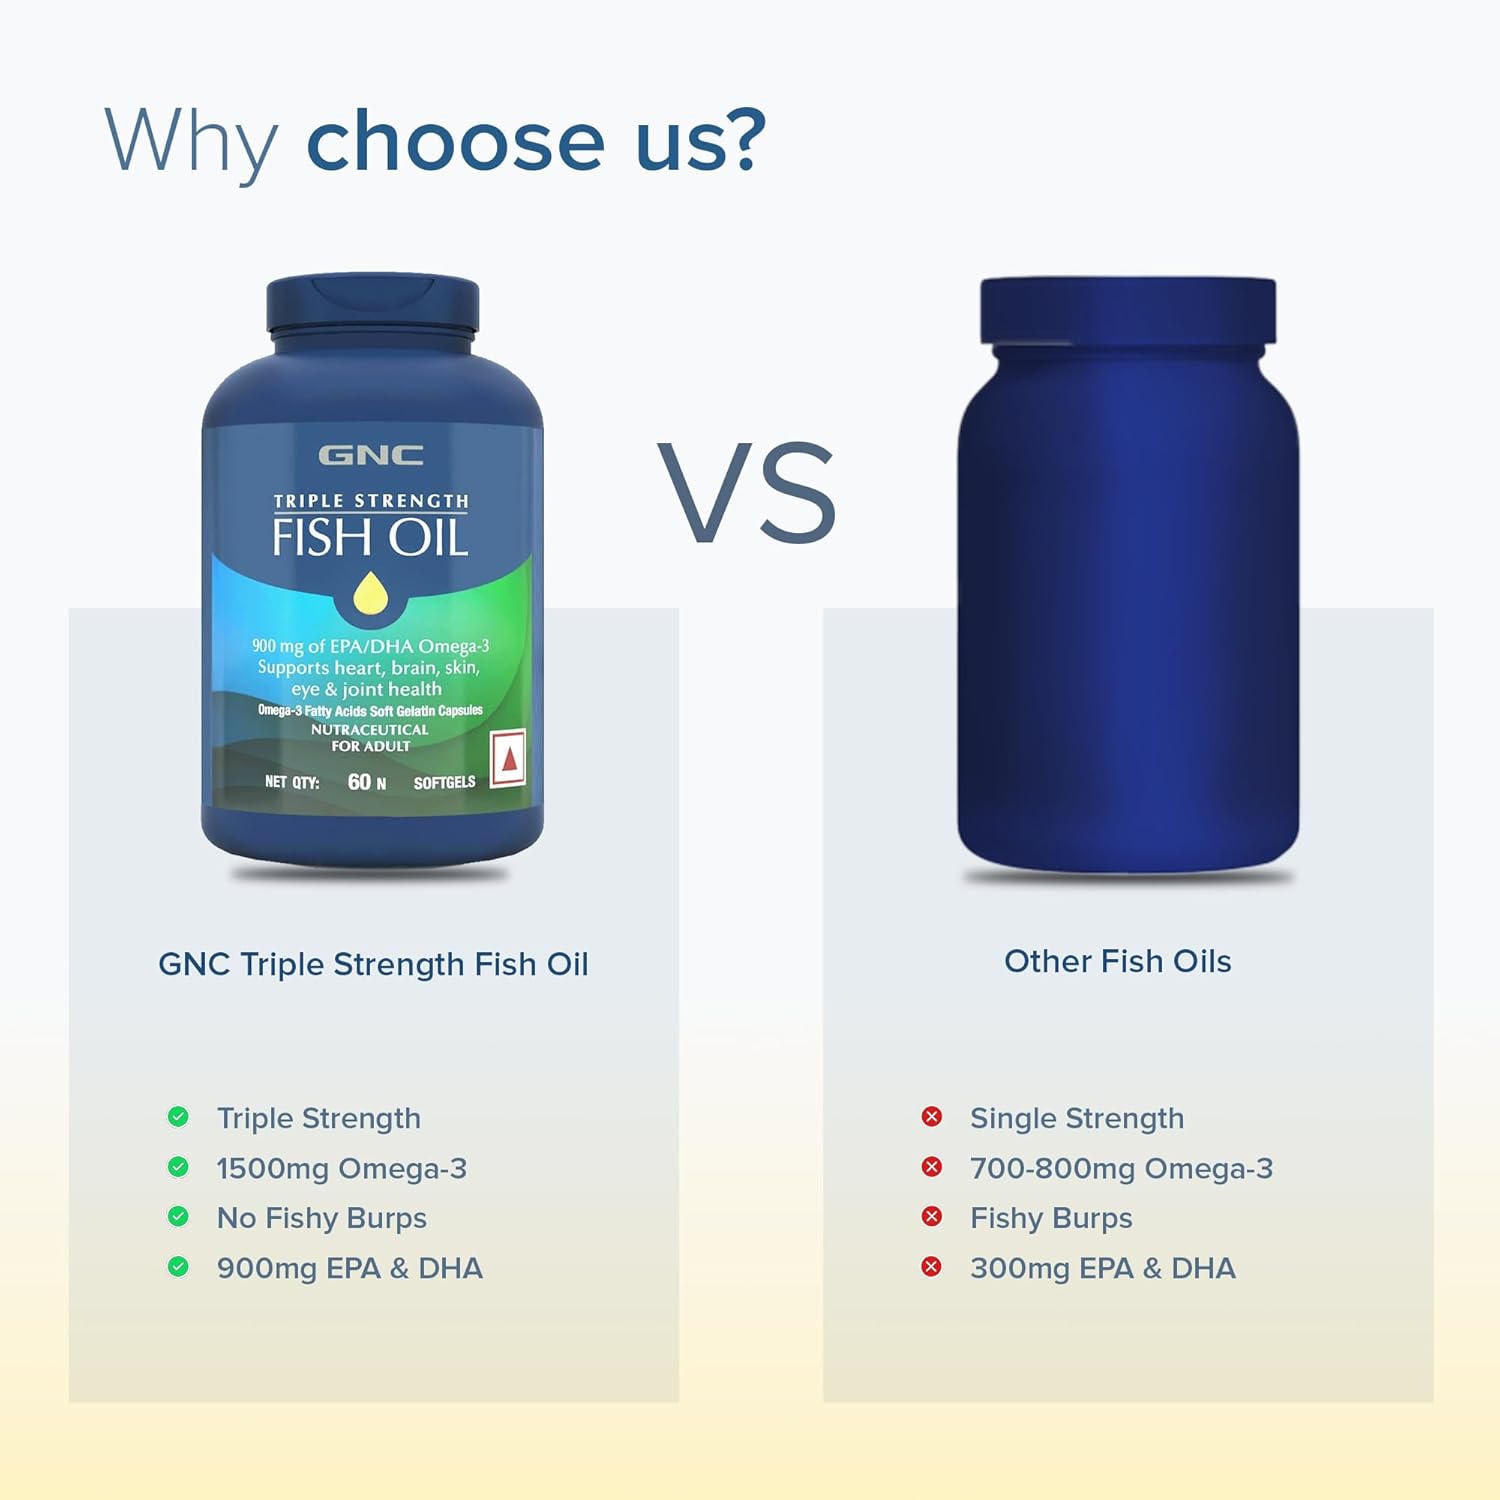 Why choose us?
GNC
TRIPLE STRENGTH
FISH OIL
900 mg of EPA/DHA Omega-3
Supports heart, brain, skin,
eye & joint health
Omega-3 Fatty Acids Soft Gelatin Capsules
NUTRACEUTICAL
FOR ADULT
NET QTY: 60 N SOFTGELS
VS
GNC Triple Strength Fish Oil
Triple Strength
1500mg Omega-3
No Fishy Burps
900mg EPA & DHA
Other Fish Oils
Single Strength
700-800mg Omega-3
Fishy Burps
300mg EPA & DHA